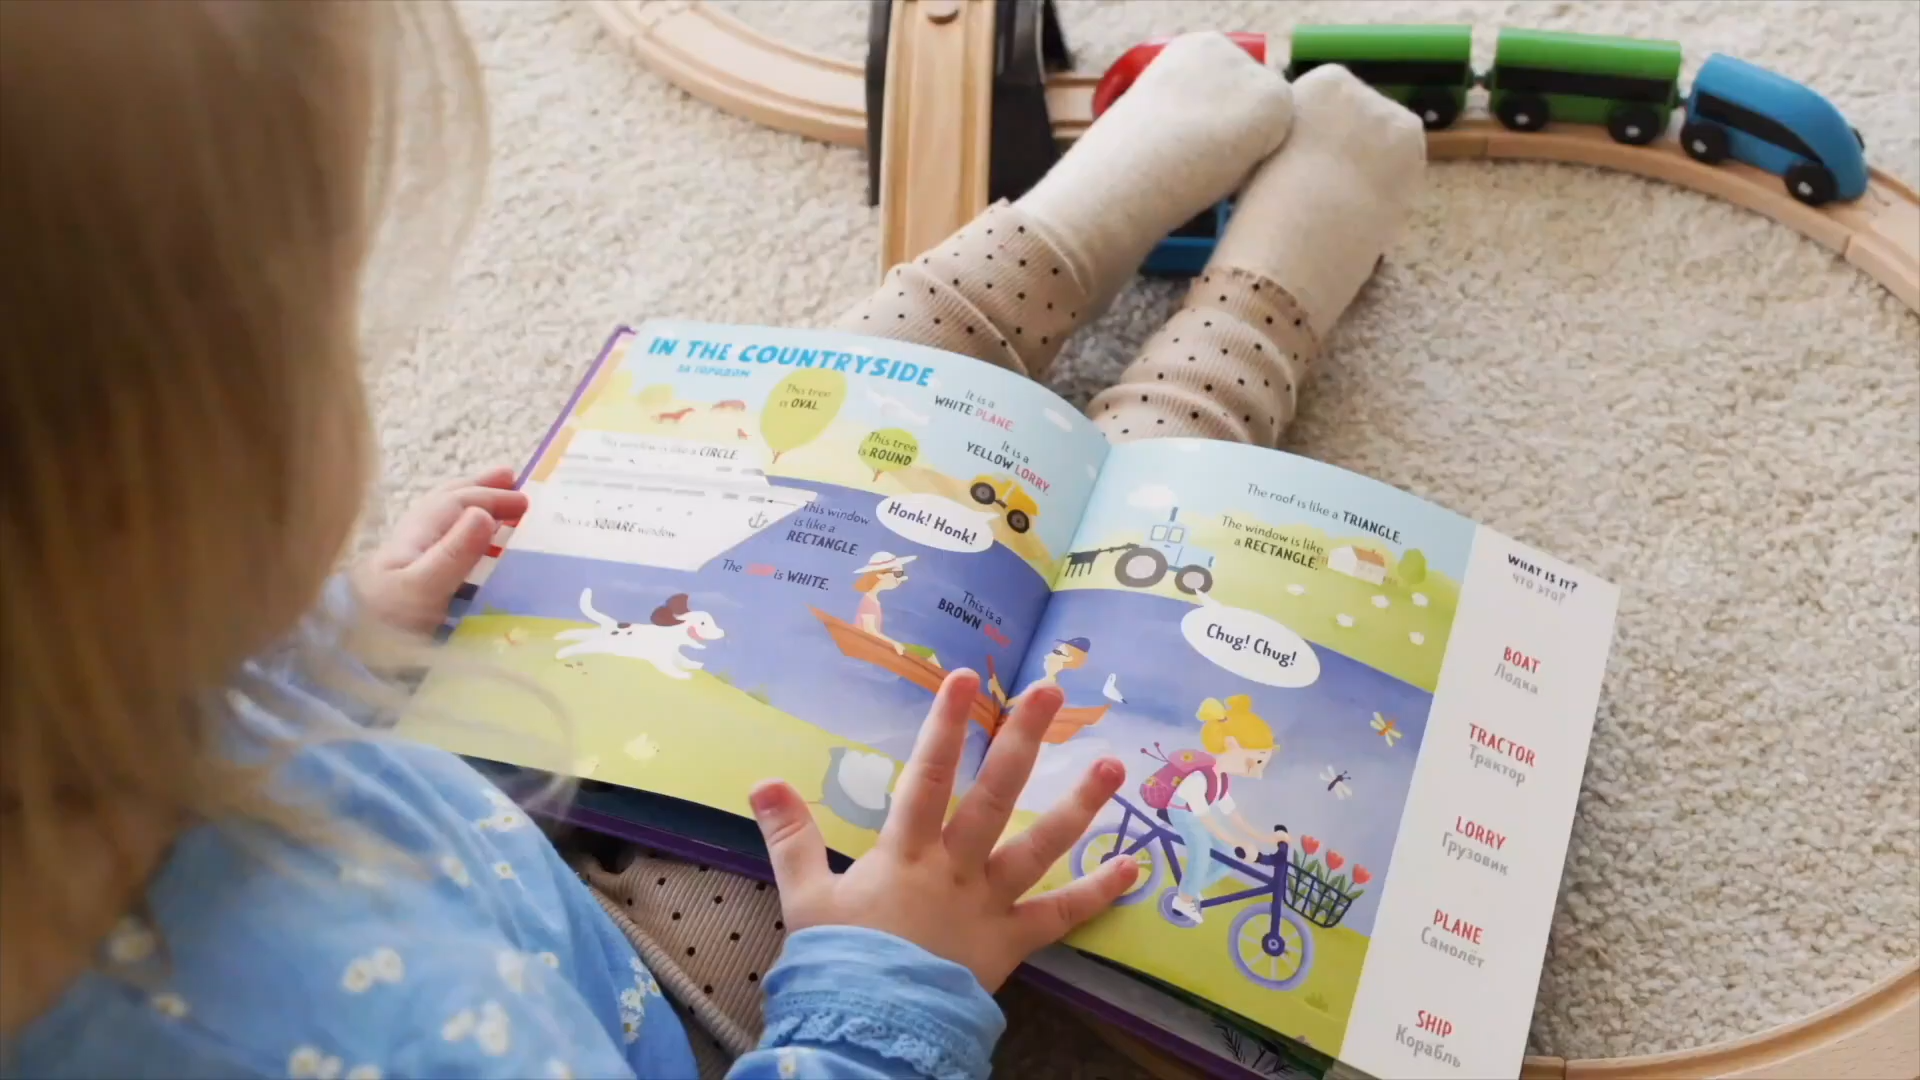 IN THE COUNTRYSIDE
ЗА ГОРОДОМ
This tree
is OVAL.
It is a
WHITE PLANE.
This window is like a CIRCLE.
This tree
is ROUND
It is a
YELLOW LORRY.
This is a SQUARE window
This window
is like a
RECTANGLE.
Honk! Honk!
The is WHITE.
This is a
BROWN
The roof is like a TRIANGLE.
The window is like
a RECTANGLE.
Chug! Chug!
WHAT IS IT?
ЧТО ЭТО?
BOAT
Лодка
TRACTOR
Трактор
LORRY
Грузовик
PLANE
Самолёт
SHIP
Корабль